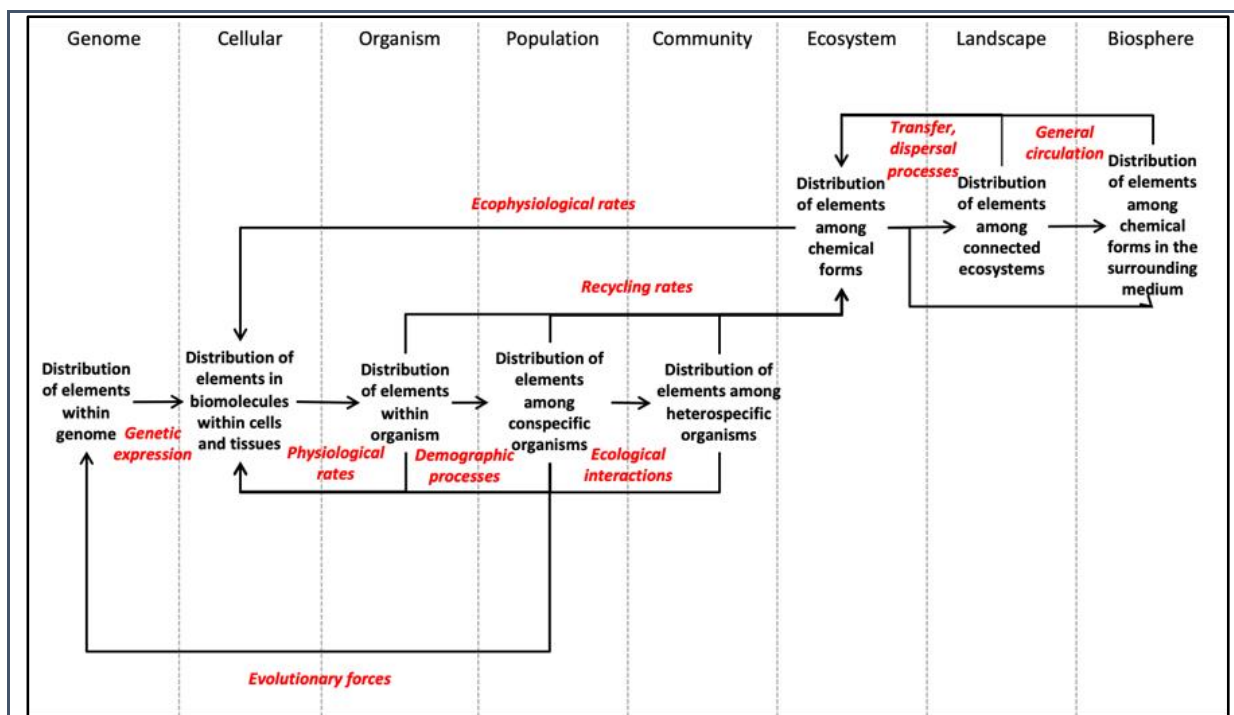 Genome
Cellular
Organism
Population
Community
Ecosystem
Landscape
Biosphere
Transfer,
dispersal
processes
General
circulation
Distribution
of elements
among
chemical
forms
Distribution
of elements
among
connected
ecosystems
Distribution
of elements
among
chemical
forms in the
surrounding
medium
Ecophysiological rates
Recycling rates
Distribution
of elements
within
genome
Genetic
expression
Distribution of
elements in
biomolecules
within cells
and tissues
Physiological
rates
Distribution
of elements
within
organism
Demographic
processes
Distribution of
elements
among
conspecific
organisms
Ecological
interactions
Distribution of
elements among
heterospecific
organisms
Evolutionary forces